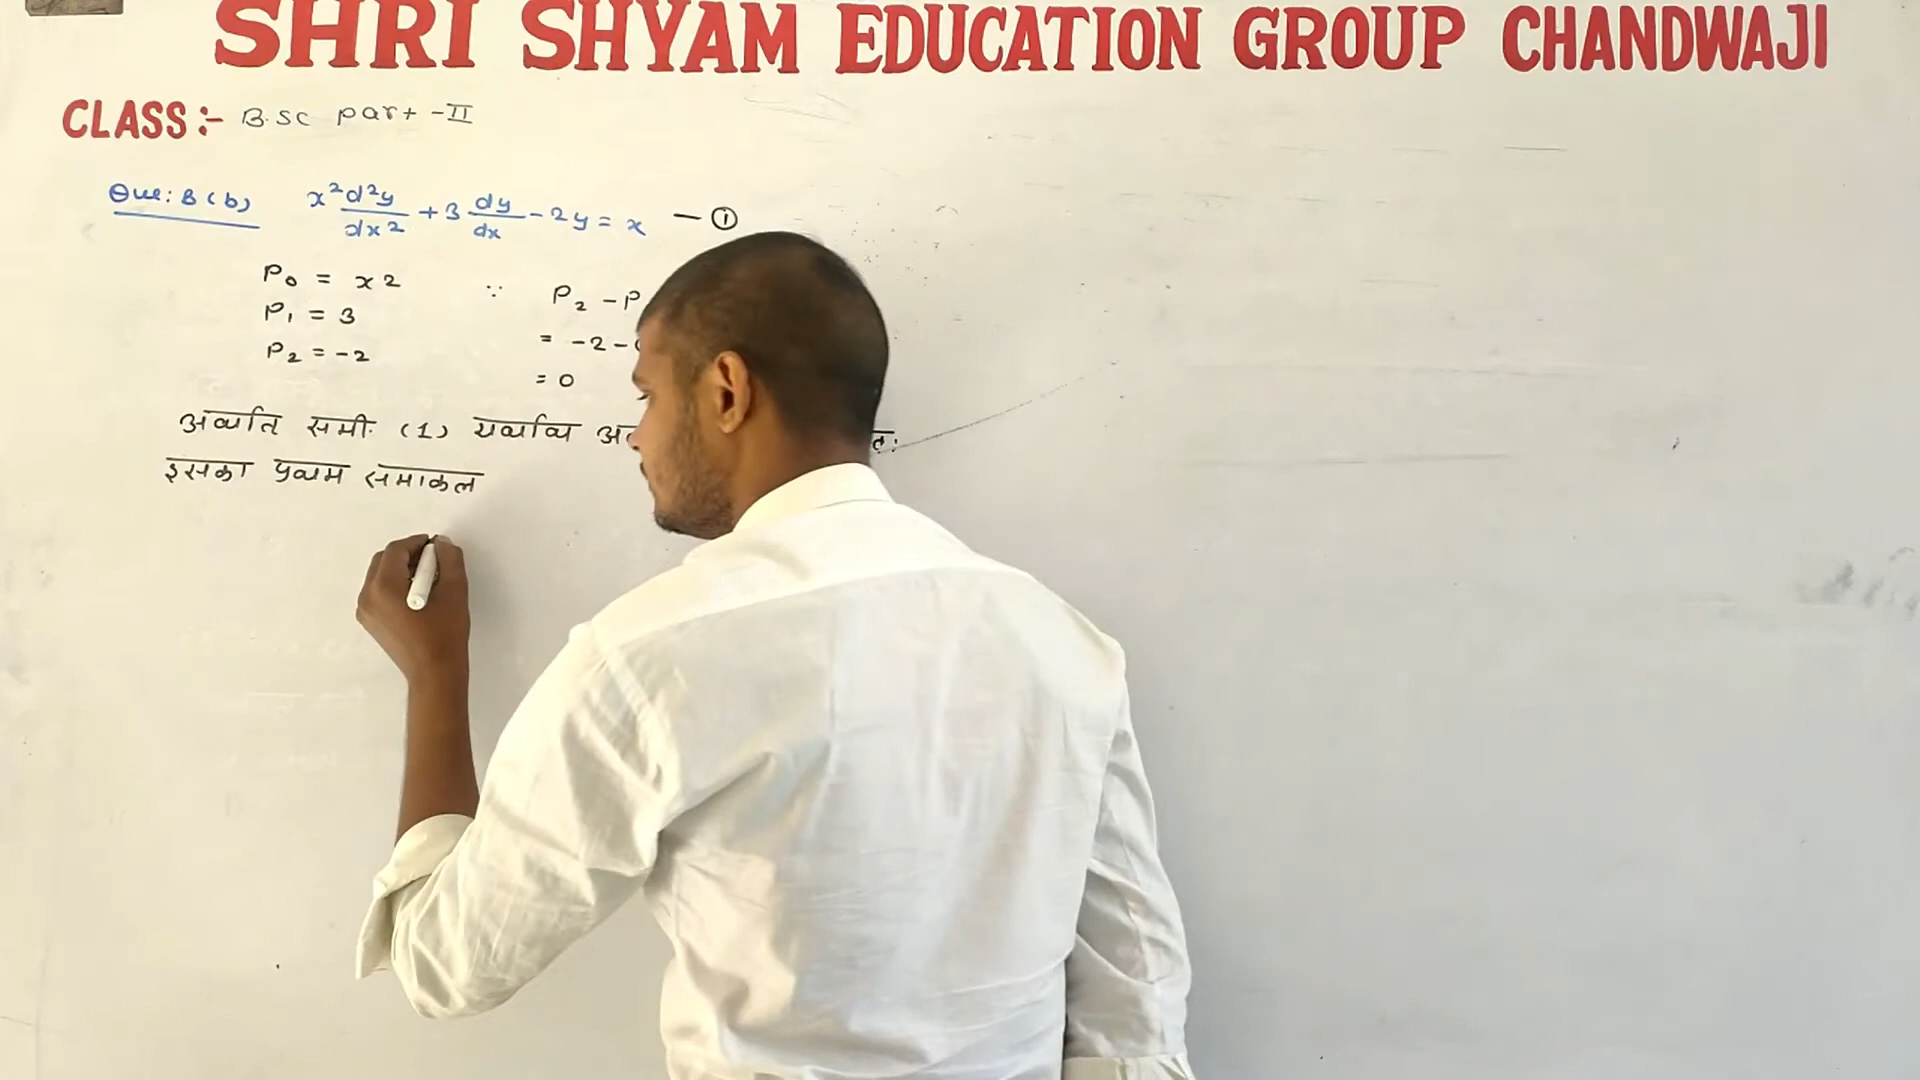 SHRI SHYAM EDUCATION GROUP CHANDWAJI
CLASS:- B.SC part -II
Que: 8(b) x²d²y/dx² + 3 dy/dx - 2y = x — ①
P₀ = x2
P₁ = 3
P₂ = -2
∵ P₂ - P
= -2 -
= 0
अर्थात समी. (1) यथार्थ अ
इसका प्रथम समाकल